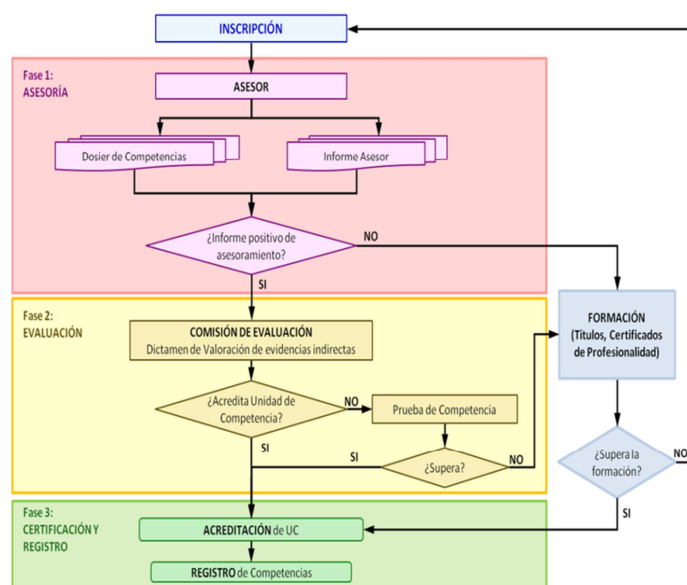 INSCRIPCIÓN
Fase 1:
ASESORÍA
ASESOR
Dosier de Competencias
Informe Asesor
¿Informe positivo de
asesoramiento?
NO
SI
Fase 2:
EVALUACIÓN
COMISIÓN DE EVALUACIÓN
Dictamen de Valoración de evidencias indirectas
FORMACIÓN
(Títulos, Certificados
de Profesionalidad)
¿Acredita Unidad de
Competencia?
NO
Prueba de Competencia
SI
SI
¿Supera?
NO
¿Supera la
formación?
NO
SI
Fase 3:
CERTIFICACIÓN Y
REGISTRO
ACREDITACIÓN de UC
REGISTRO de Competencias